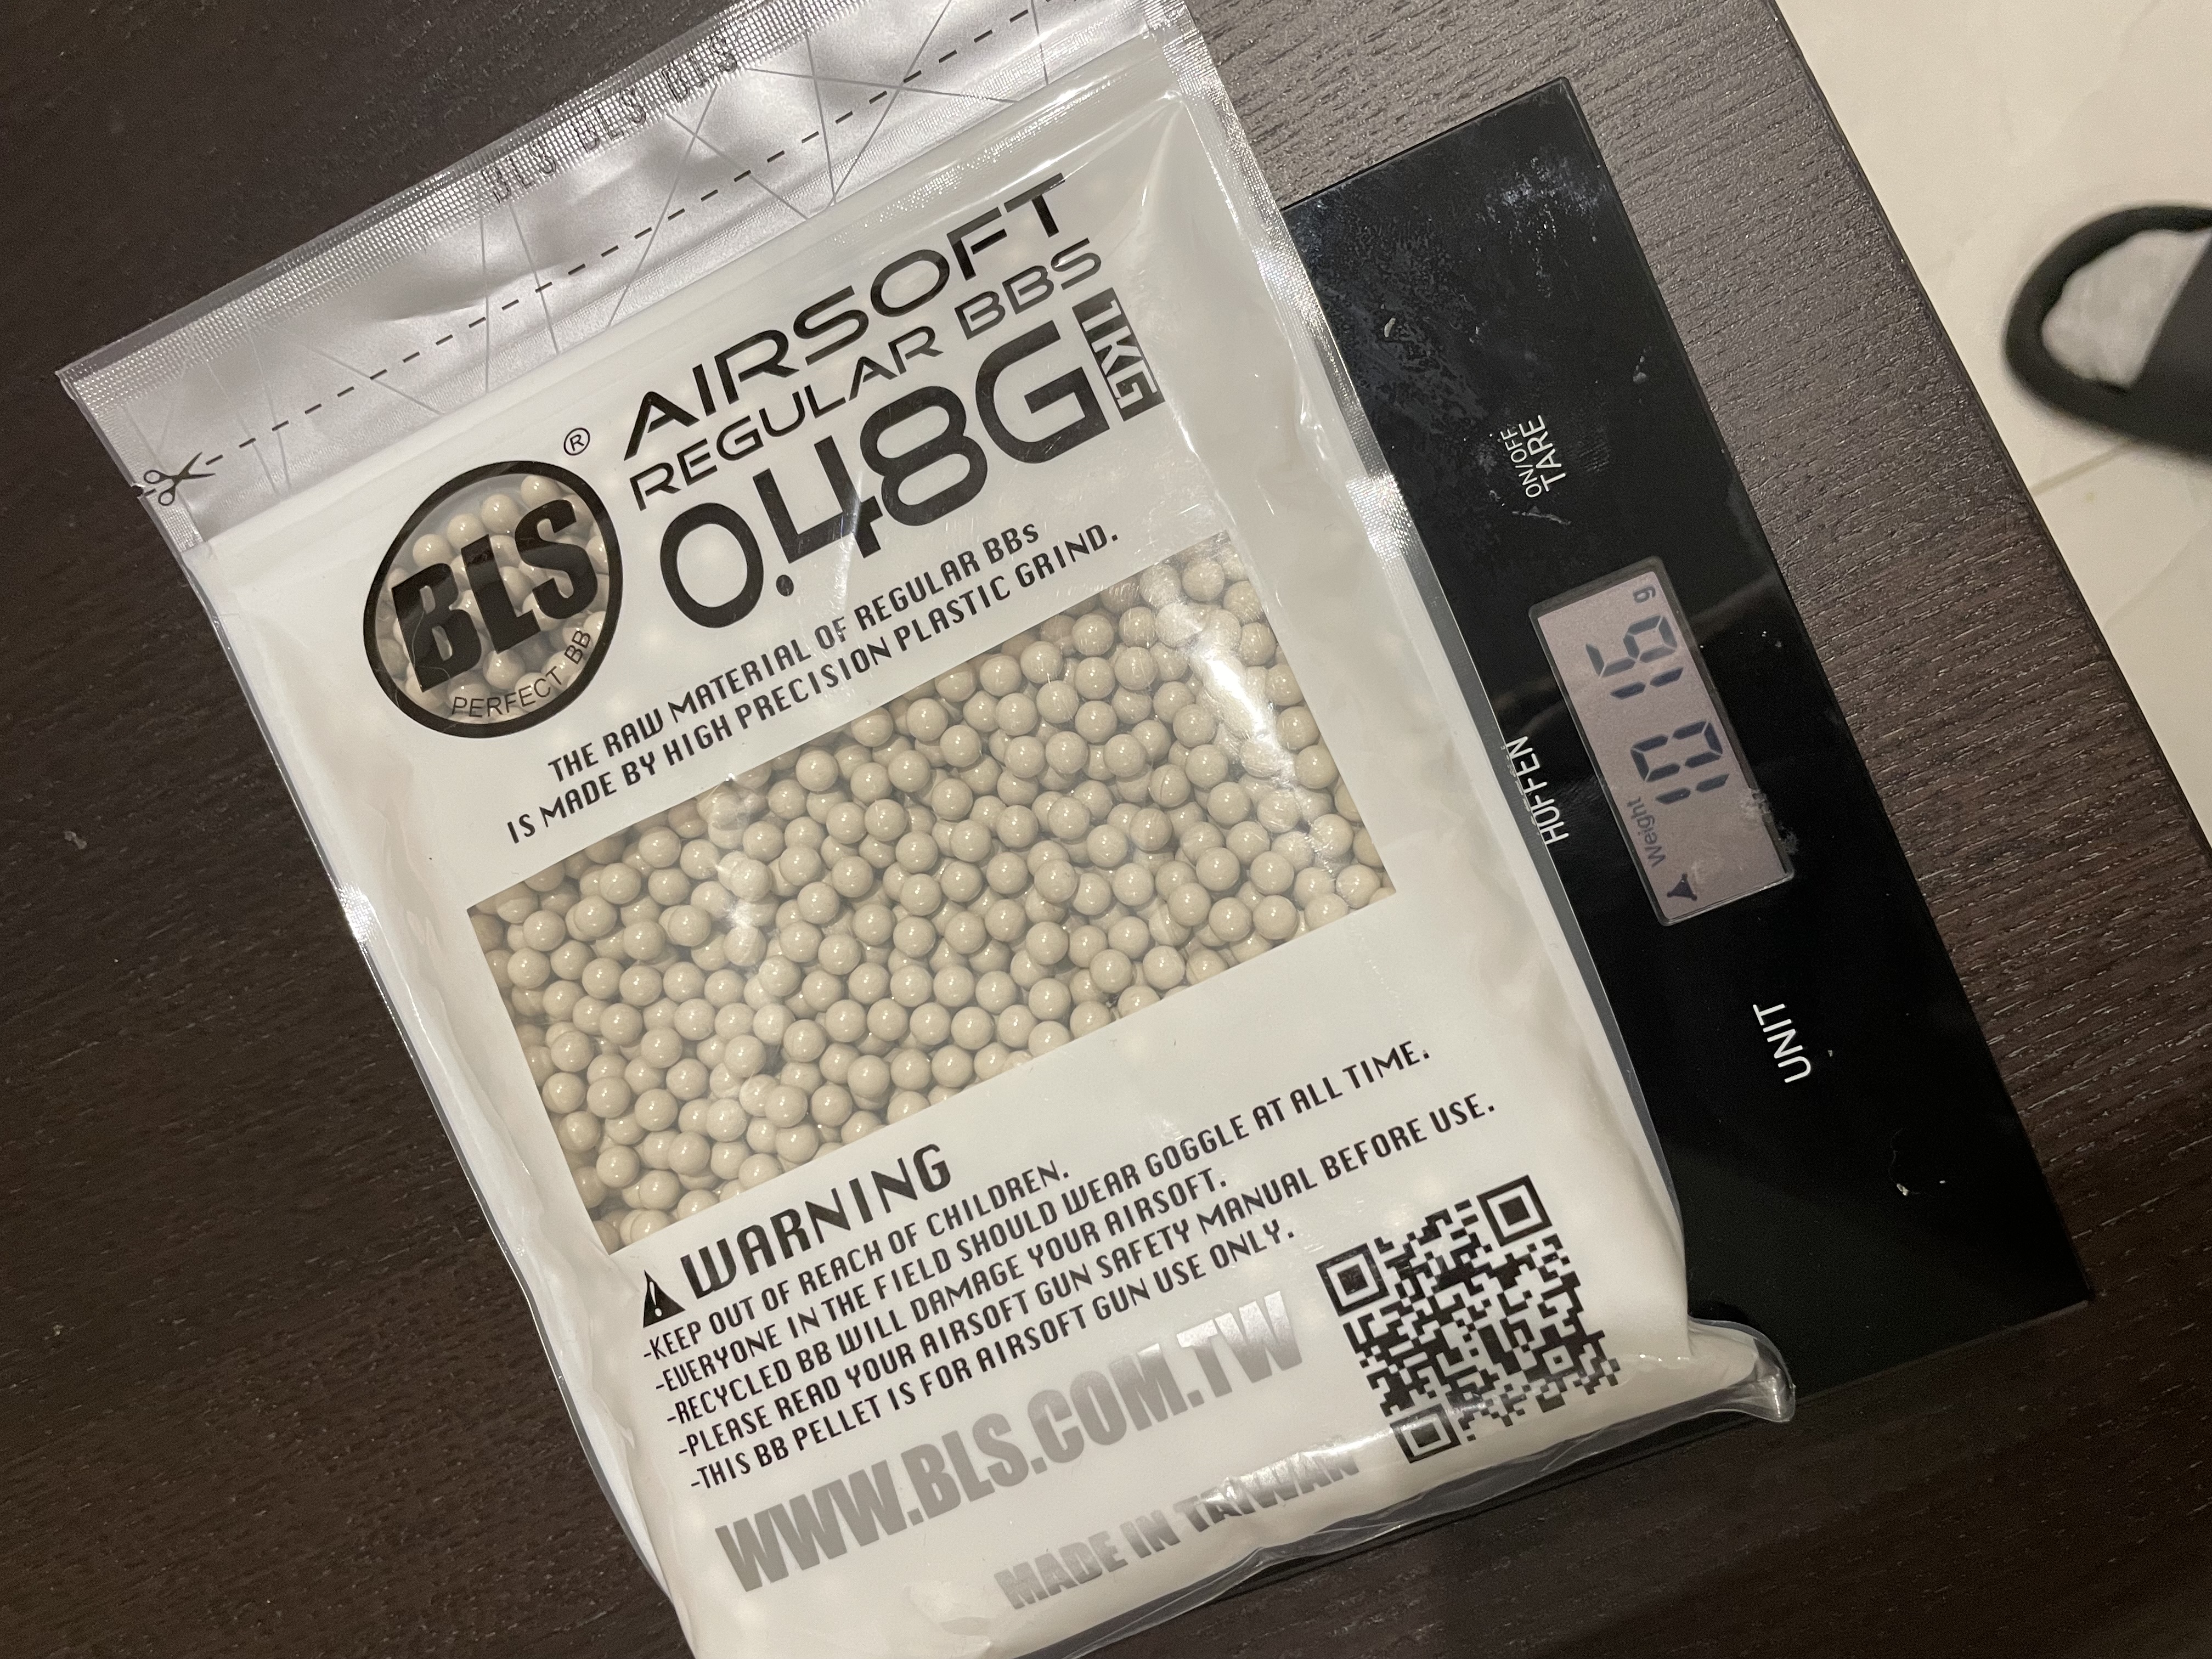 BLS BLS BLS
BLS
®
PERFECT BB
AIRSOFT
REGULAR BBS
0.48G
1KG
THE RAW MATERIAL OF REGULAR BBs
IS MADE BY HIGH PRECISION PLASTIC GRIND.
WARNING
-KEEP OUT OF REACH OF CHILDREN.
-EVERYONE IN THE FIELD SHOULD WEAR GOGGLE AT ALL TIME.
-RECYCLED BB WILL DAMAGE YOUR AIRSOFT.
-PLEASE READ YOUR AIRSOFT GUN SAFETY MANUAL BEFORE USE.
-THIS BB PELLET IS FOR AIRSOFT GUN USE ONLY.
WWW.BLS.COM.TW
MADE IN TAIWAN
ON/OFF
TARE
HUFFEN
Weight
1016 g
UNIT